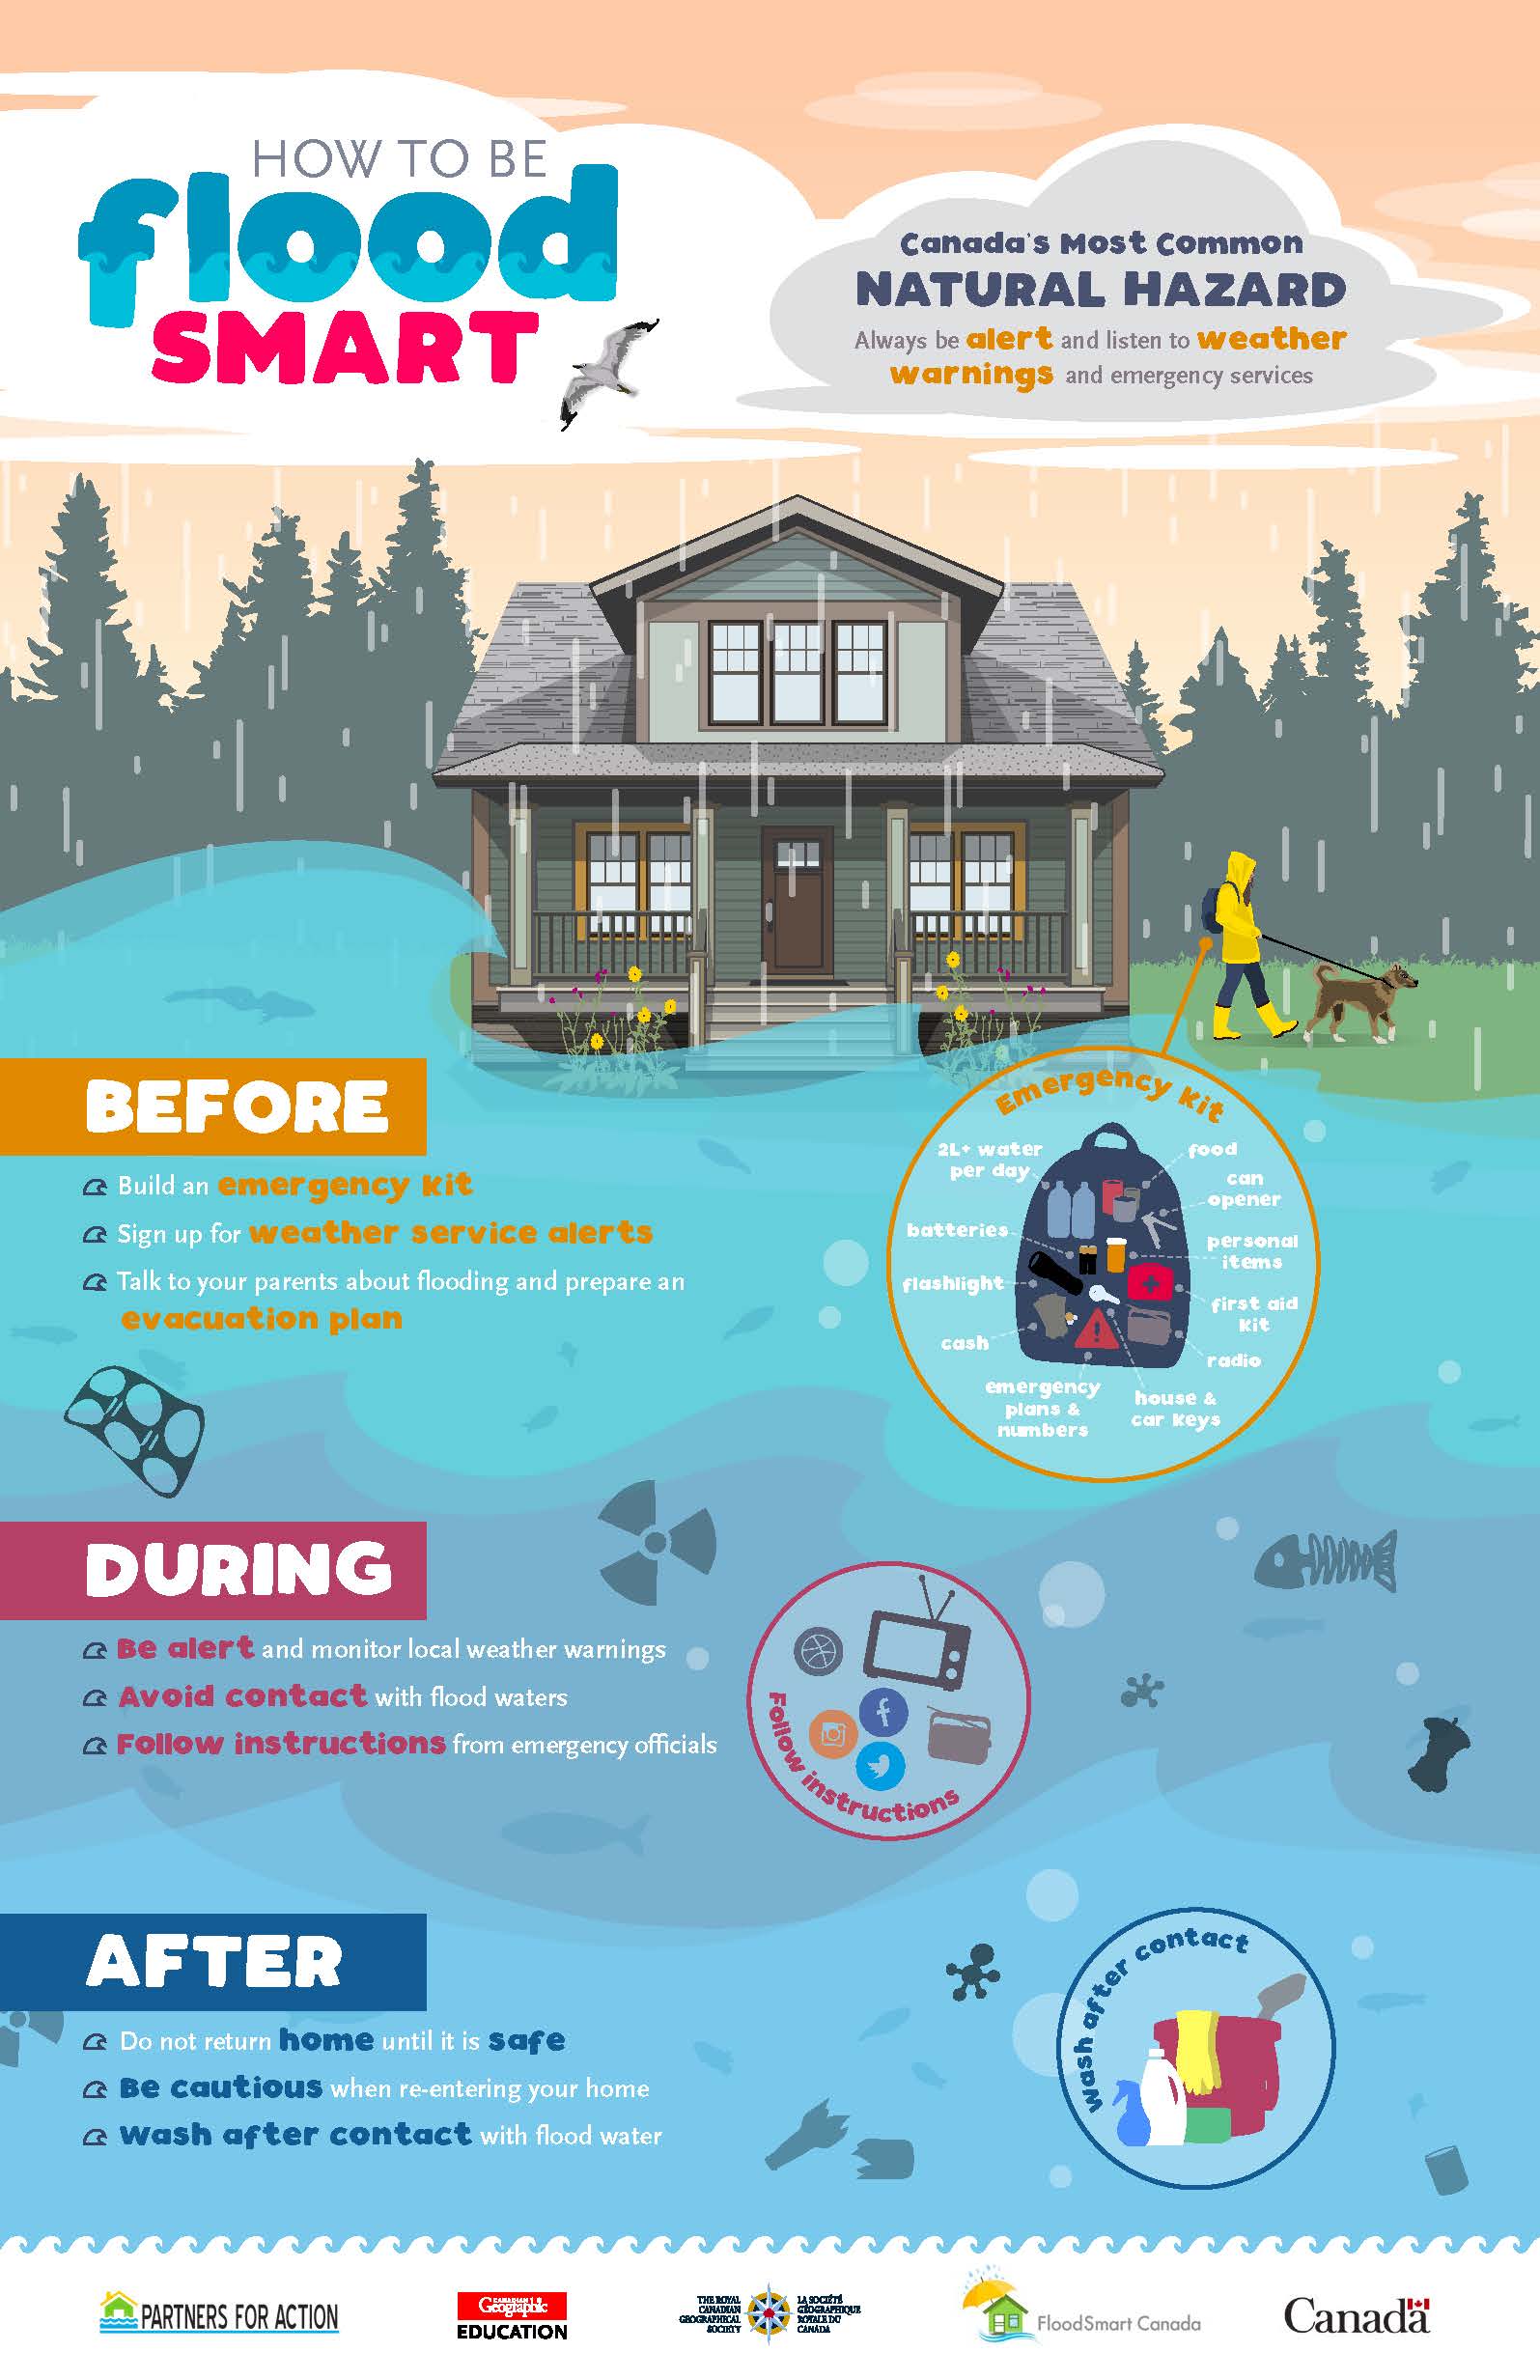 HOW TO BE
flood
SMART
Canada's Most Common
NATURAL HAZARD
Always be alert and listen to weather
warnings and emergency services
BEFORE
Build an emergency kit
Sign up for weather service alerts
Talk to your parents about flooding and prepare an
evacuation plan
Emergency Kit
2L+ water
per day
batteries
flashlight
cash
emergency
plans &
numbers
food
can
opener
personal
items
first aid
kit
radio
house &
car keys
DURING
Be alert and monitor local weather warnings
Avoid contact with flood waters
Follow instructions from emergency officials
Follow instructions
AFTER
Do not return home until it is safe
Be cautious when re-entering your home
Wash after contact with flood water
Wash after contact
PARTNERS FOR ACTION
CANADIAN
Geographic
EDUCATION
THE ROYAL
CANADIAN
GEOGRAPHICAL
SOCIETY
LA SOCIÉTÉ
GÉOGRAPHIQUE
ROYALE DU
CANADA
FloodSmart Canada
Canada